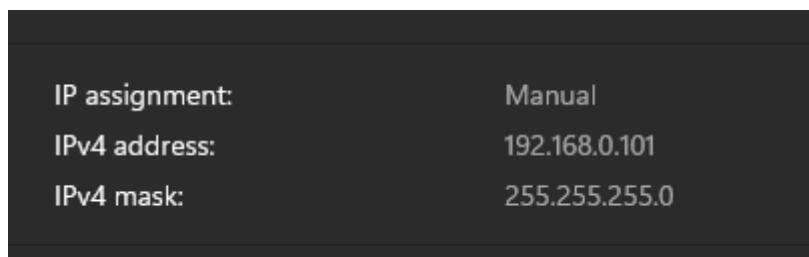 IP assignment: Manual
IPv4 address: 192.168.0.101
IPv4 mask: 255.255.255.0